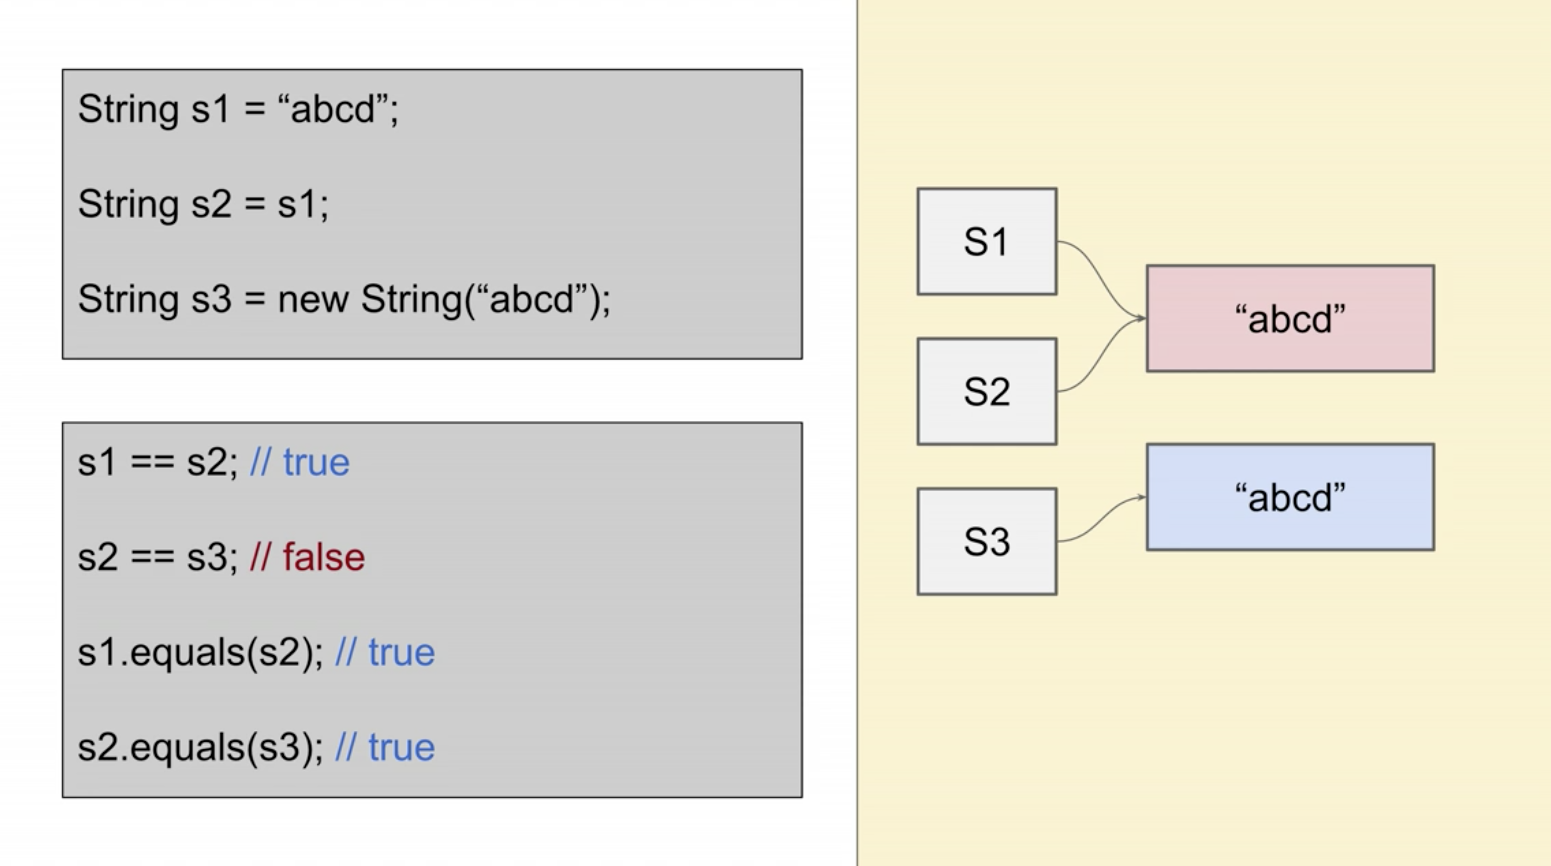 String s1 = “abcd”;
String s2 = s1;
String s3 = new String(“abcd”);
s1 == s2; // true
s2 == s3; // false
s1.equals(s2); // true
s2.equals(s3); // true
S1
“abcd”
S2
“abcd”
S3